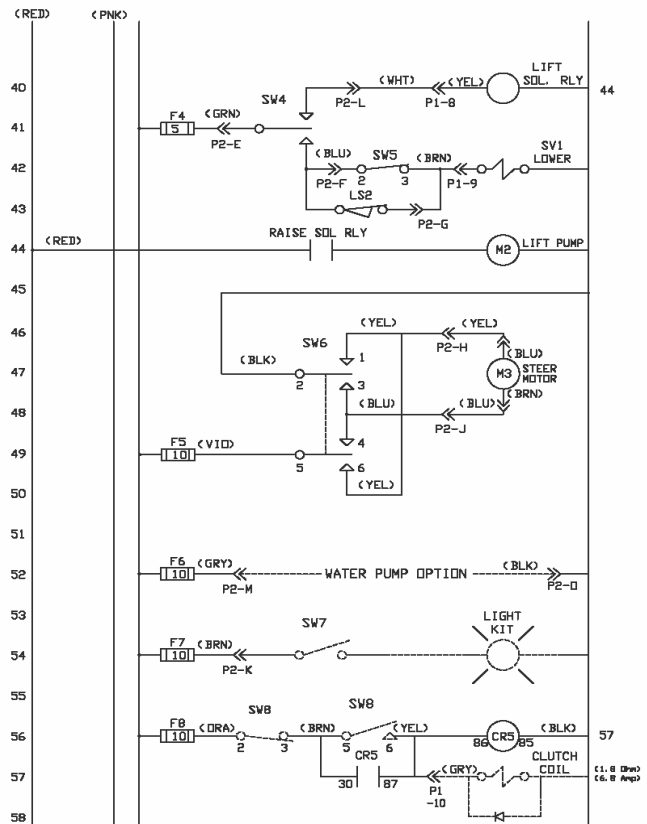 (RED) (PNK)
LIFT
SOL. RLY
40 (WHT) (YEL) 44
SW4 P2-L P1-8
F4 (GRN)
41 5
P2-E SV1
LOWER
(BLU) SW5 (BRN)
42
P2-F 2 3 P1-9
LS2
43
P2-G
RAISE SOL RLY
(RED)
44 M2 LIFT PUMP
45
(YEL) (YEL)
46
SW6 1 P2-H
(BLK) (BLU)
47 2 3 M3 STEER
MOTOR
(BLU) (BLU) (BRN)
48
4 P2-J
F5 (VIO)
49 10
5 6
(YEL)
50
51
F6 (GRY) (BLK)
52 10 WATER PUMP OPTION
P2-M P2-O
53
SW7 LIGHT
KIT
F7 (BRN)
54 10
P2-K
55
SW8 SW8
F8 (ORA) (BRN) (YEL) (BLK)
56 10 2 3 5 6 86 CR5 85 57
CR5 (GRY) CLUTCH
COIL
57 30 87 P1
-10
(1.8 Ohm)
(6.8 Amp)
58